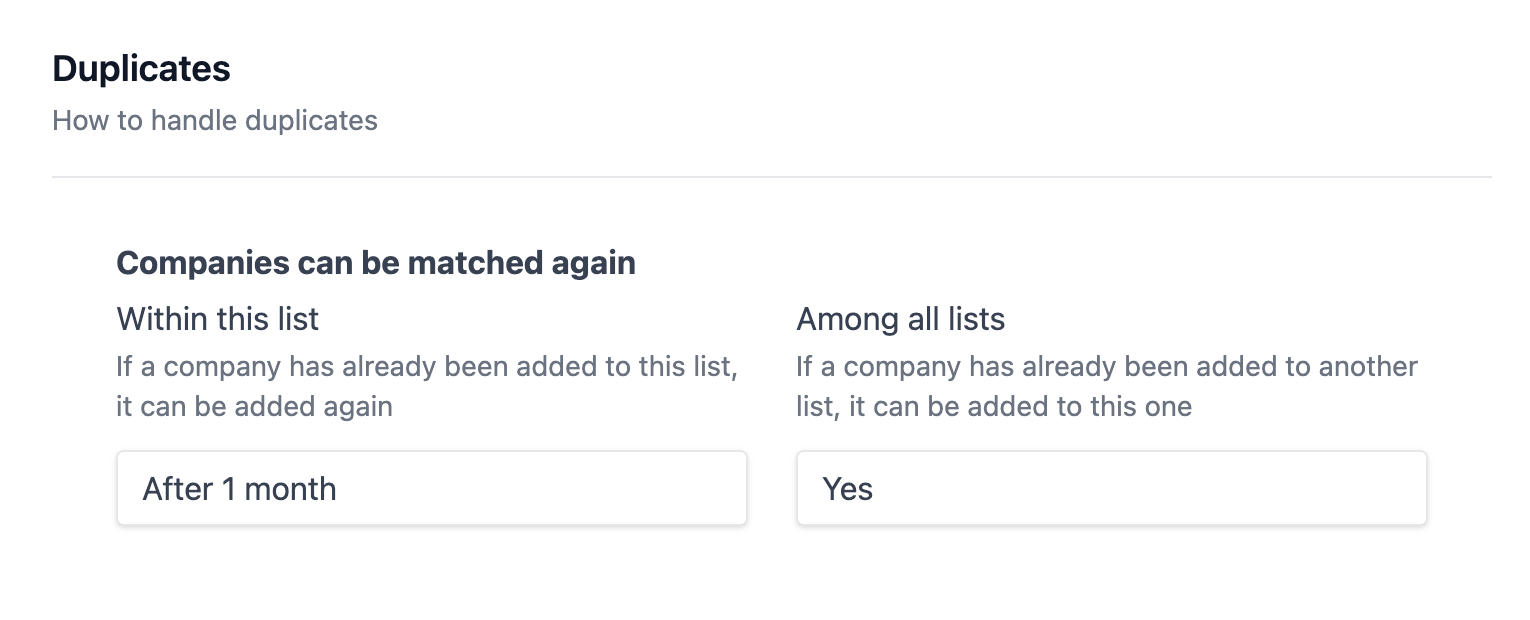 Duplicates
How to handle duplicates
Companies can be matched again
Within this list
If a company has already been added to this list,
it can be added again
After 1 month
Among all lists
If a company has already been added to another
list, it can be added to this one
Yes